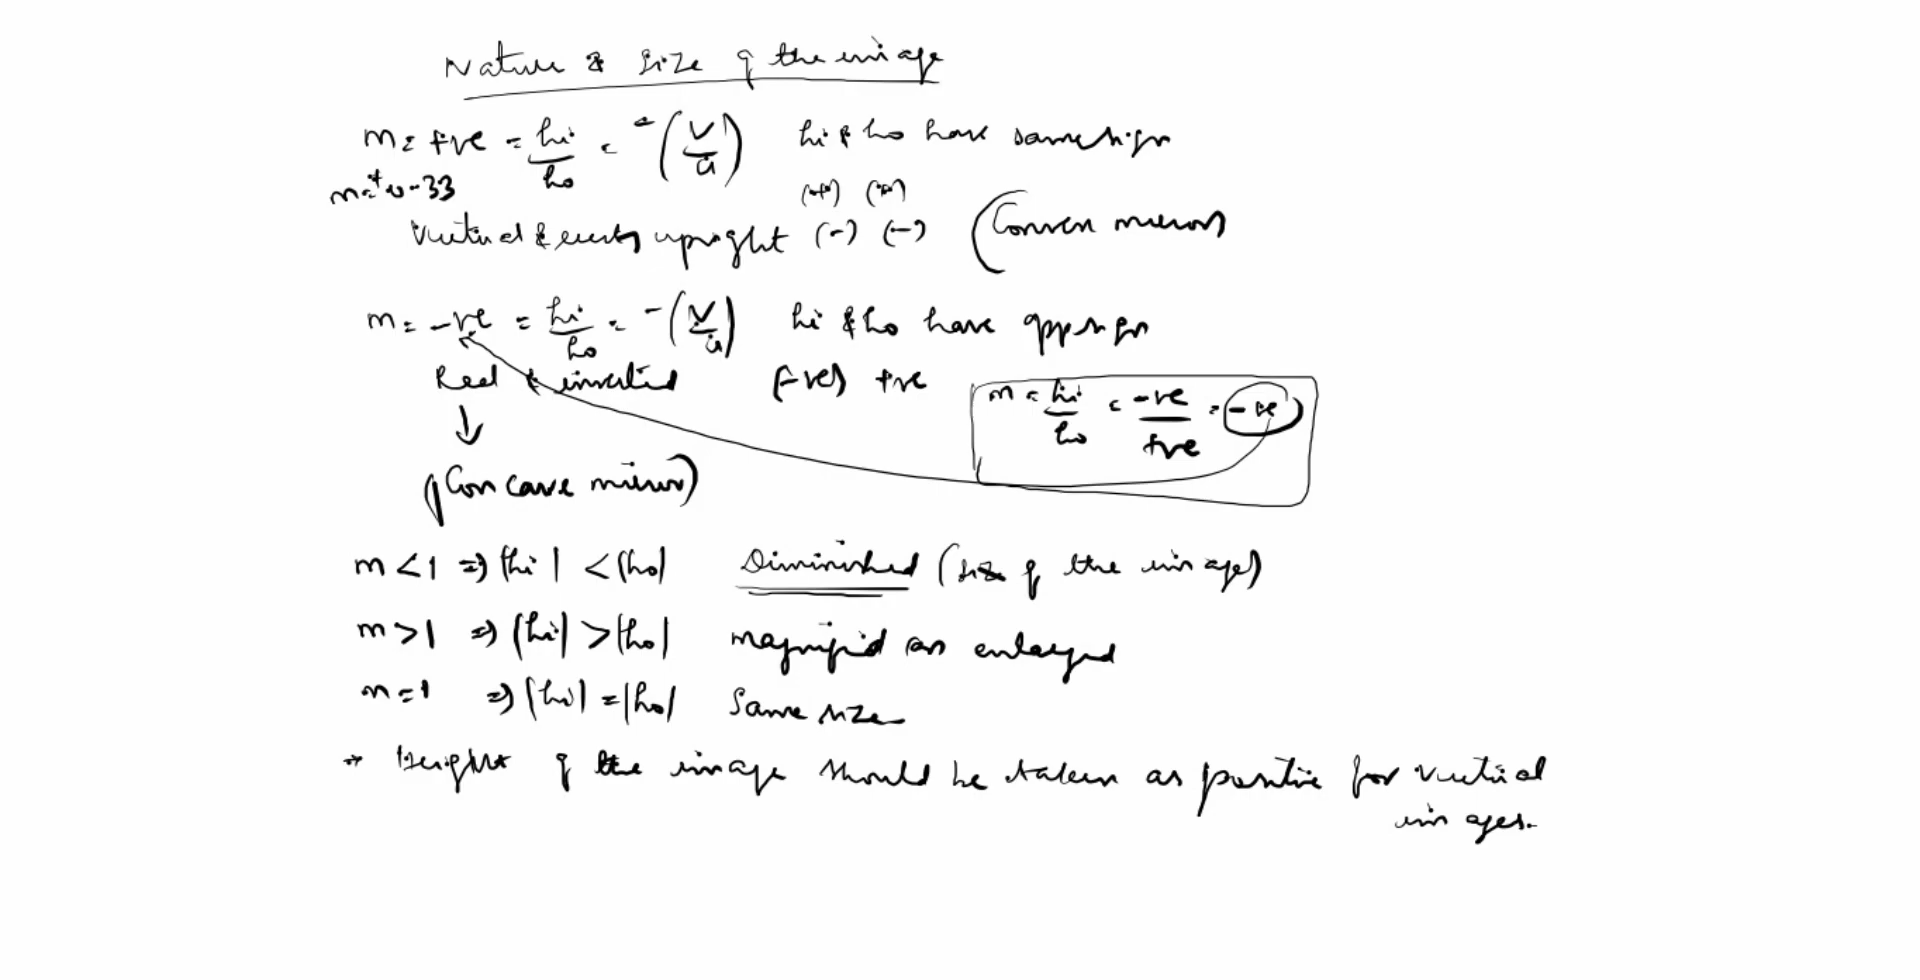 Nature & size of the image
m = +ve = hi/ho = -(v/u) hi & ho have same sign
m = +0.33 (+) (+)
Virtual & erect, upright (-) (-) (Convex mirror)
m = -ve = hi/ho = -(v/u) hi & ho have opp sign
Real & inverted (-ve) +ve
m = hi/ho = -ve/+ve = -ve
(Concave mirror)
m < 1 => |hi| < |ho| Diminished (size of the image)
m > 1 => |hi| > |ho| magnified or enlarged
m = 1 => |hi| = |ho| Same size
→ Height of the image should be taken as positive for virtual
images.